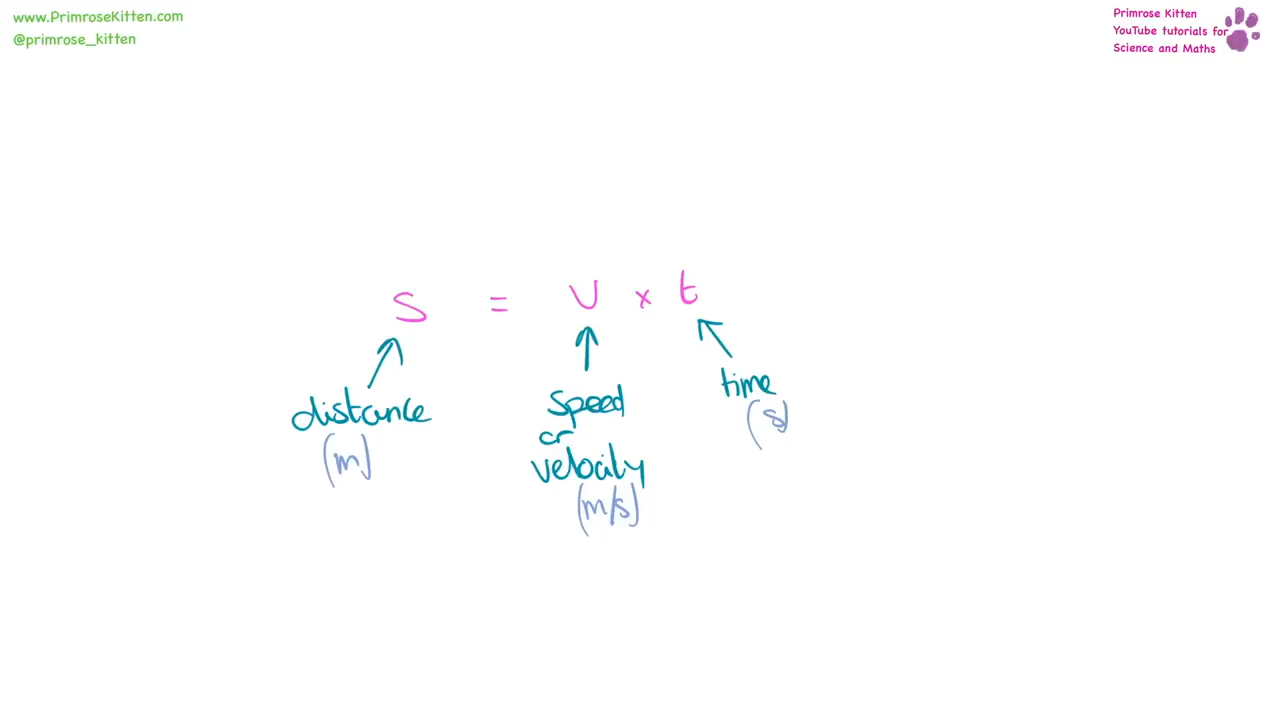 www.PrimroseKitten.com
@primrose_kitten
Primrose Kitten
YouTube tutorials for
Science and Maths
s = v × t
distance
(m)
speed
or
velocity
(m/s)
time
(s)